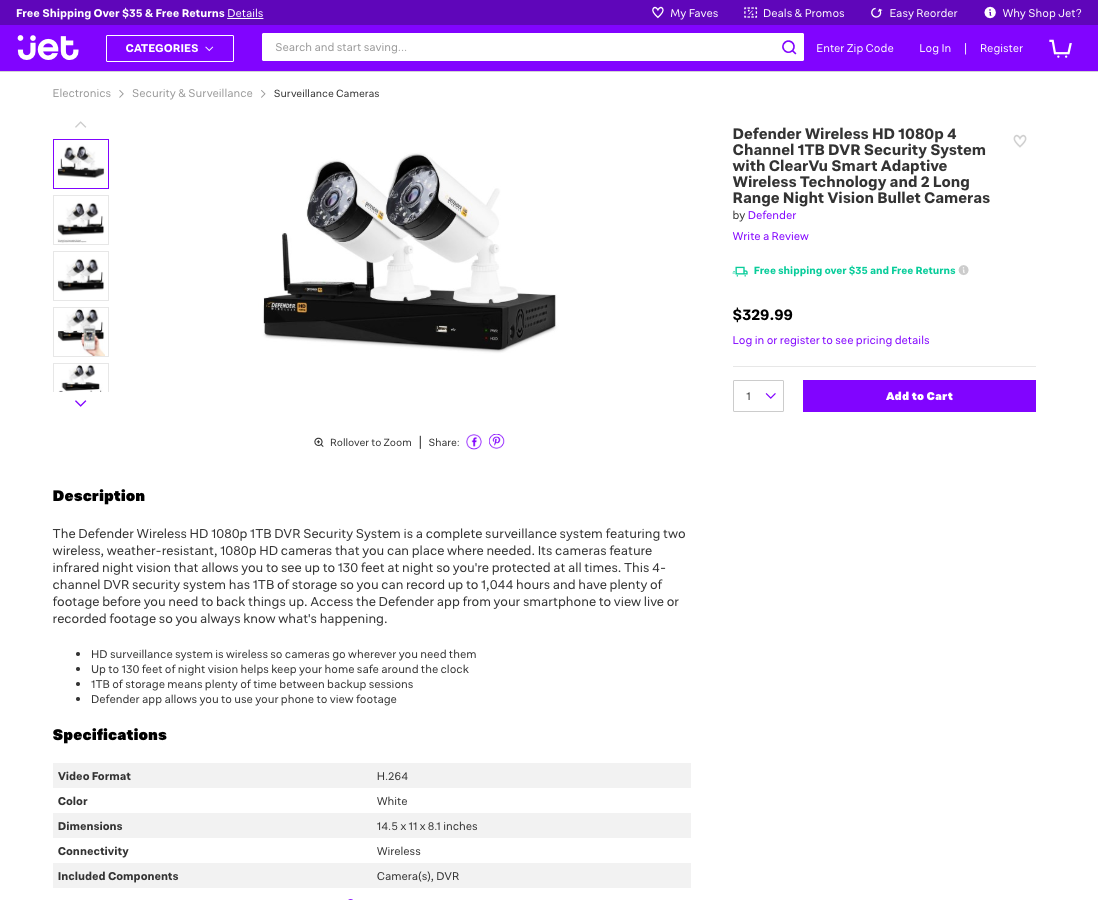 Free Shipping Over $35 & Free Returns Details
My Faves
Deals & Promos
Easy Reorder
Why Shop Jet?
jet
CATEGORIES
Search and start saving...
Enter Zip Code
Log In | Register
Electronics > Security & Surveillance > Surveillance Cameras
DEFENDER
HD
Rollover to Zoom | Share:
Defender Wireless HD 1080p 4
Channel 1TB DVR Security System
with ClearVu Smart Adaptive
Wireless Technology and 2 Long
Range Night Vision Bullet Cameras
by Defender
Write a Review
Free shipping over $35 and Free Returns
$329.99
Log in or register to see pricing details
1
Add to Cart
Description
The Defender Wireless HD 1080p 1TB DVR Security System is a complete surveillance system featuring two
wireless, weather-resistant, 1080p HD cameras that you can place where needed. Its cameras feature
infrared night vision that allows you to see up to 130 feet at night so you're protected at all times. This 4-
channel DVR security system has 1TB of storage so you can record up to 1,044 hours and have plenty of
footage before you need to back things up. Access the Defender app from your smartphone to view live or
recorded footage so you always know what's happening.
• HD surveillance system is wireless so cameras go wherever you need them
• Up to 130 feet of night vision helps keep your home safe around the clock
• 1TB of storage means plenty of time between backup sessions
• Defender app allows you to use your phone to view footage
Specifications
Video Format H.264
Color White
Dimensions 14.5 x 11 x 8.1 inches
Connectivity Wireless
Included Components Camera(s), DVR